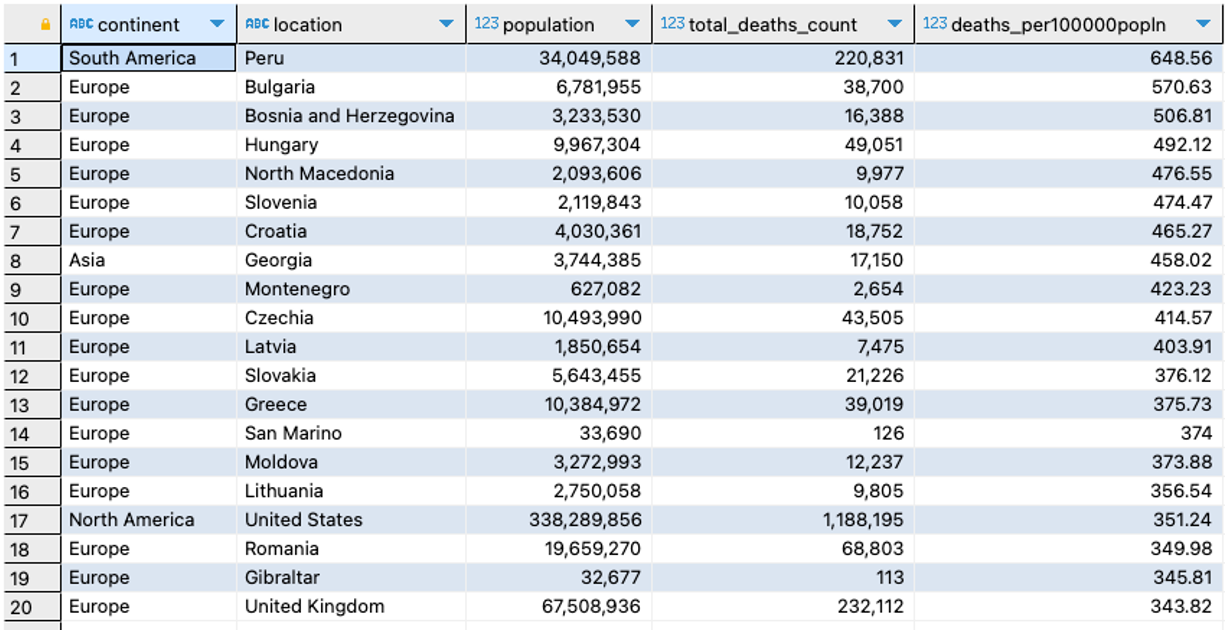 ABC continent ABC location 123 population 123 total_deaths_count 123 deaths_per100000popln
1 South America Peru 34,049,588 220,831 648.56
2 Europe Bulgaria 6,781,955 38,700 570.63
3 Europe Bosnia and Herzegovina 3,233,530 16,388 506.81
4 Europe Hungary 9,967,304 49,051 492.12
5 Europe North Macedonia 2,093,606 9,977 476.55
6 Europe Slovenia 2,119,843 10,058 474.47
7 Europe Croatia 4,030,361 18,752 465.27
8 Asia Georgia 3,744,385 17,150 458.02
9 Europe Montenegro 627,082 2,654 423.23
10 Europe Czechia 10,493,990 43,505 414.57
11 Europe Latvia 1,850,654 7,475 403.91
12 Europe Slovakia 5,643,455 21,226 376.12
13 Europe Greece 10,384,972 39,019 375.73
14 Europe San Marino 33,690 126 374
15 Europe Moldova 3,272,993 12,237 373.88
16 Europe Lithuania 2,750,058 9,805 356.54
17 North America United States 338,289,856 1,188,195 351.24
18 Europe Romania 19,659,270 68,803 349.98
19 Europe Gibraltar 32,677 113 345.81
20 Europe United Kingdom 67,508,936 232,112 343.82